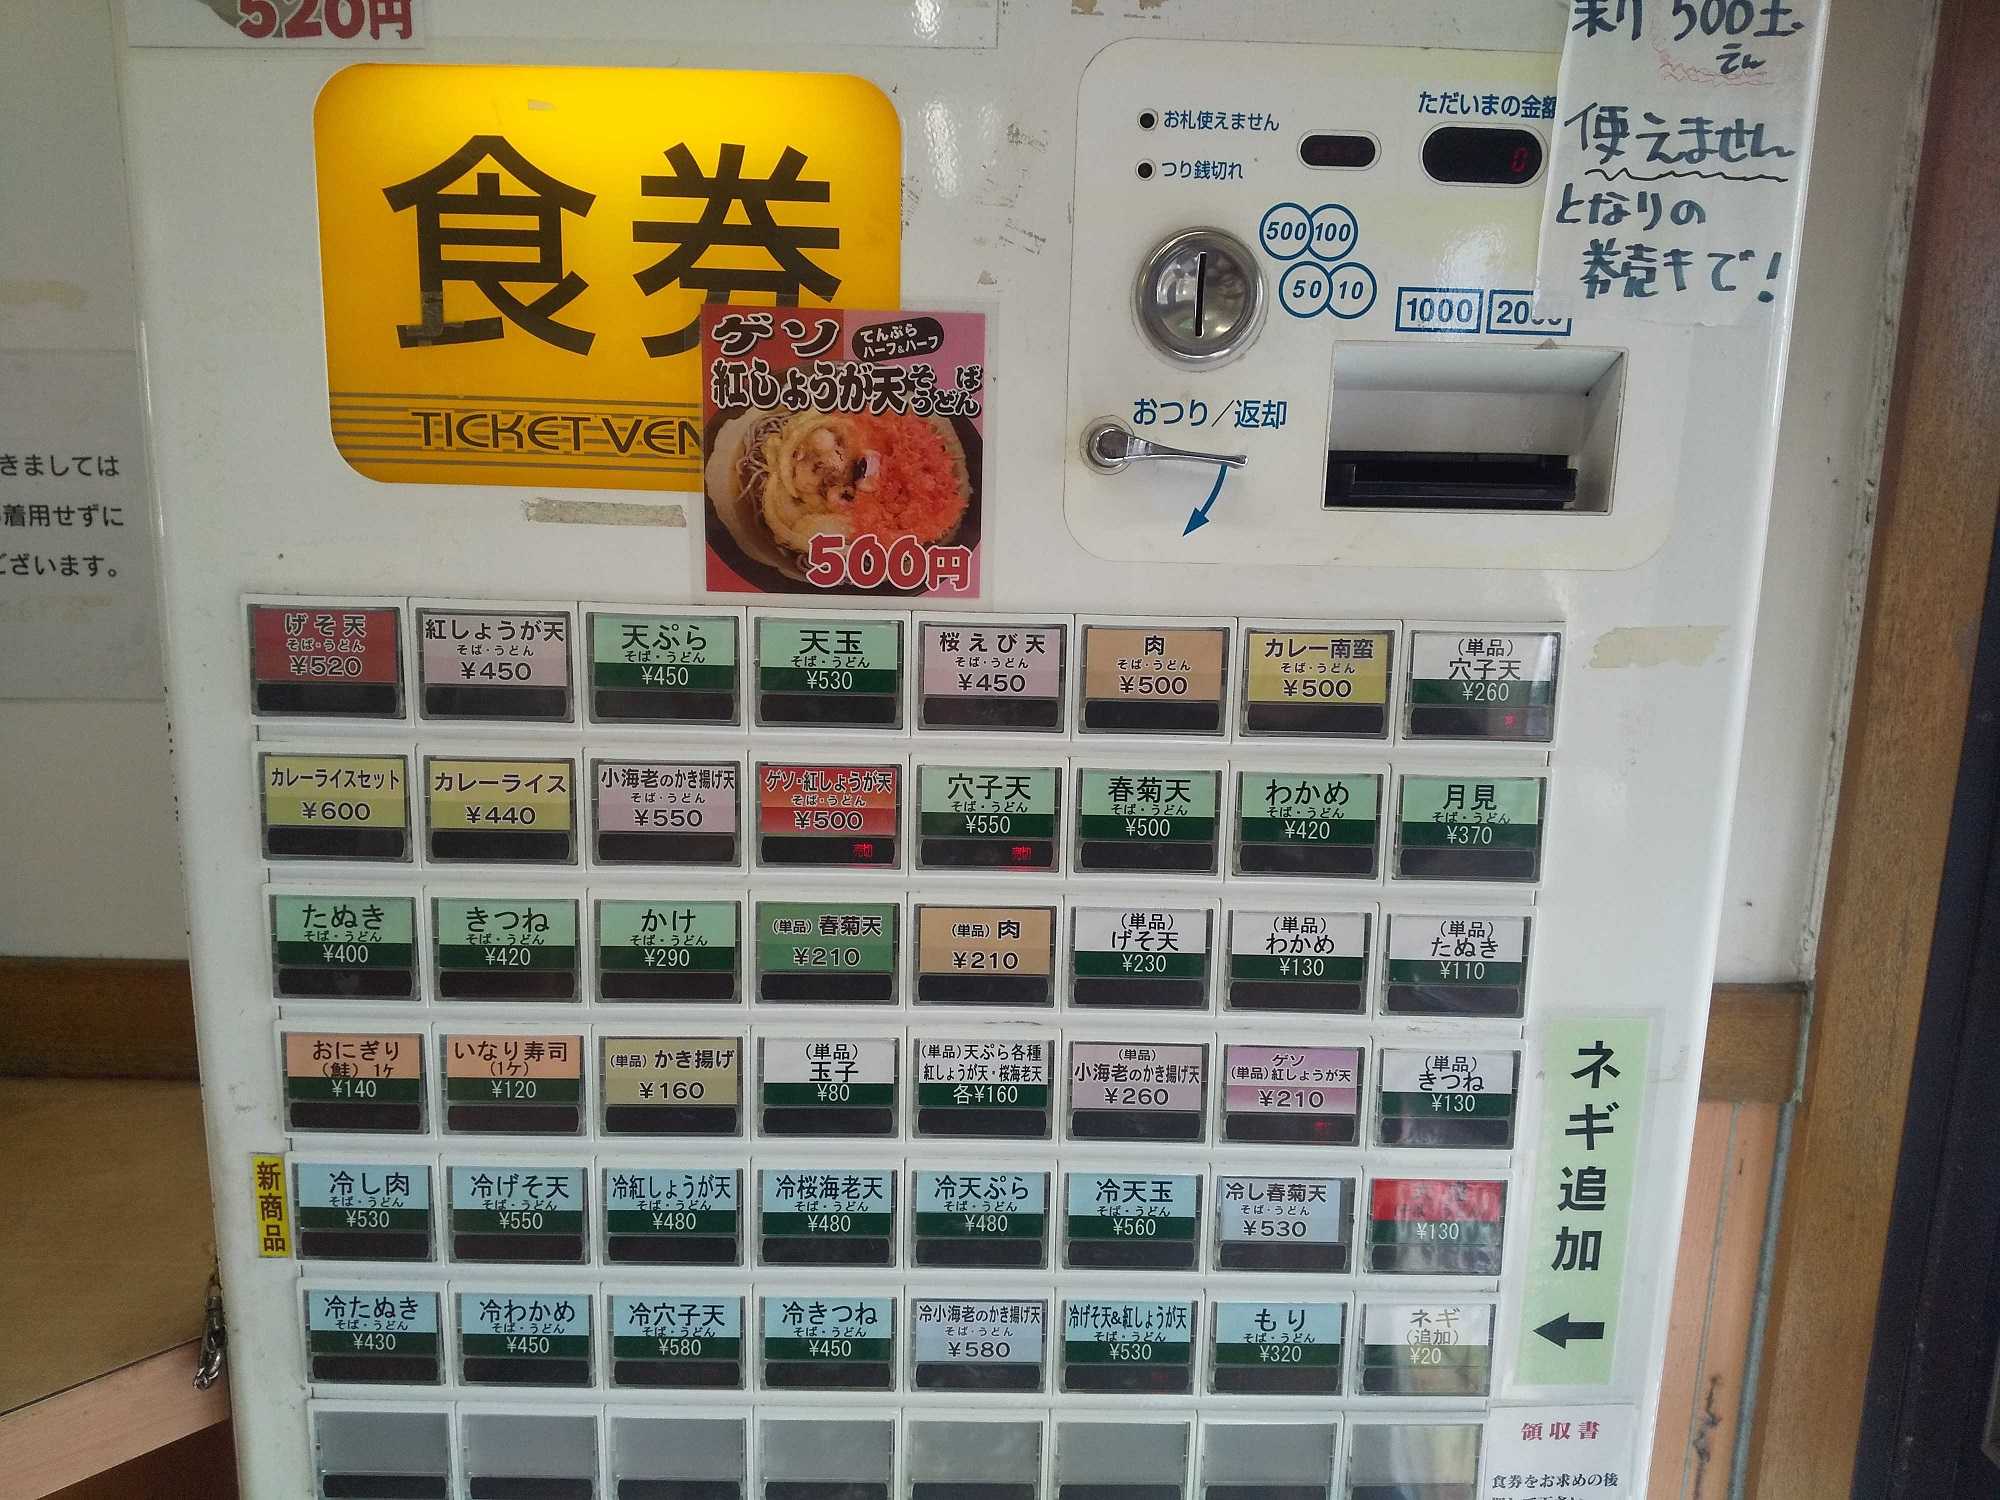 520円
新500玉
えん
使えません
となりの
券売キで!
食券
TICKET VEN
ゲソ
てんぷら
ハーフ&ハーフ
紅しょうが天そば
うどん
500円
お札使えません
つり銭切れ
ただいまの金額
0
500 100
50 10
1000
おつり/返却
きましては
着用せずに
ございます。
げそ天
そば・うどん
¥520
紅しょうが天
そば・うどん
¥450
天ぷら
そば・うどん
¥450
天玉
そば・うどん
¥530
桜えび天
そば・うどん
¥450
肉
そば・うどん
¥500
カレー南蛮
そば・うどん
¥500
(単品)
穴子天
¥260
カレーライスセット
¥600
カレーライス
¥440
小海老のかき揚げ天
そば・うどん
¥550
ゲソ・紅しょうが天
そば・うどん
¥500
売切
穴子天
そば・うどん
¥550
売切
春菊天
そば・うどん
¥500
わかめ
そば・うどん
¥420
月見
そば・うどん
¥370
たぬき
そば・うどん
¥400
きつね
そば・うどん
¥420
かけ
そば・うどん
¥290
(単品)春菊天
¥210
(単品)肉
¥210
(単品)
げそ天
¥230
(単品)
わかめ
¥130
(単品)
たぬき
¥110
おにぎり
(鮭)1ケ
¥140
いなり寿司
(1ケ)
¥120
(単品)かき揚げ
¥160
(単品)
玉子
¥80
(単品)天ぷら各種
紅しょうが天・桜海老天
各¥160
(単品)
小海老のかき揚げ天
¥260
ゲソ
(単品)紅しょうが天
¥210
(単品)
きつね
¥130
新商品
冷し肉
そば・うどん
¥530
冷げそ天
そば・うどん
¥550
冷紅しょうが天
そば・うどん
¥480
冷桜海老天
そば・うどん
¥480
冷天ぷら
そば・うどん
¥480
冷天玉
そば・うどん
¥560
冷し春菊天
そば・うどん
¥530
¥130
冷たぬき
そば・うどん
¥430
冷わかめ
そば・うどん
¥450
冷穴子天
そば・うどん
¥580
冷きつね
そば・うどん
¥450
冷小海老のかき揚げ天
そば・うどん
¥580
冷げそ天&紅しょうが天
そば・うどん
¥530
もり
そば・うどん
¥320
ネギ
(追加)
¥20
ネギ追加
領収書
食券をお求めの後